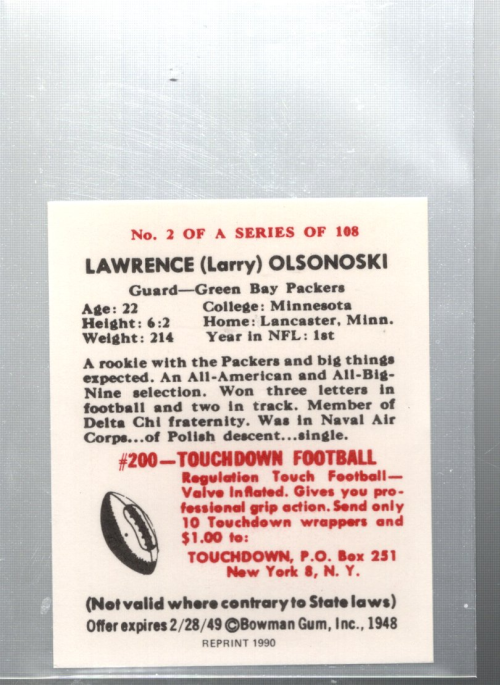 No. 2 OF A SERIES OF 108
LAWRENCE (Larry) OLSONOSKI
Guard—Green Bay Packers
Age: 22 College: Minnesota
Height: 6:2 Home: Lancaster, Minn.
Weight: 214 Year in NFL: 1st
A rookie with the Packers and big things
expected. An All-American and All-Big-
Nine selection. Won three letters in
football and two in track. Member of
Delta Chi fraternity. Was in Naval Air
Corps...of Polish descent...single.
#200—TOUCHDOWN FOOTBALL
Regulation Touch Football—
Valve inflated. Gives you pro-
fessional grip action. Send only
10 Touchdown wrappers and
$1.00 to:
TOUCHDOWN, P.O. Box 251
New York 8, N. Y.
(Not valid where contrary to State laws)
Offer expires 2/28/49 ©Bowman Gum, Inc., 1948
REPRINT 1990